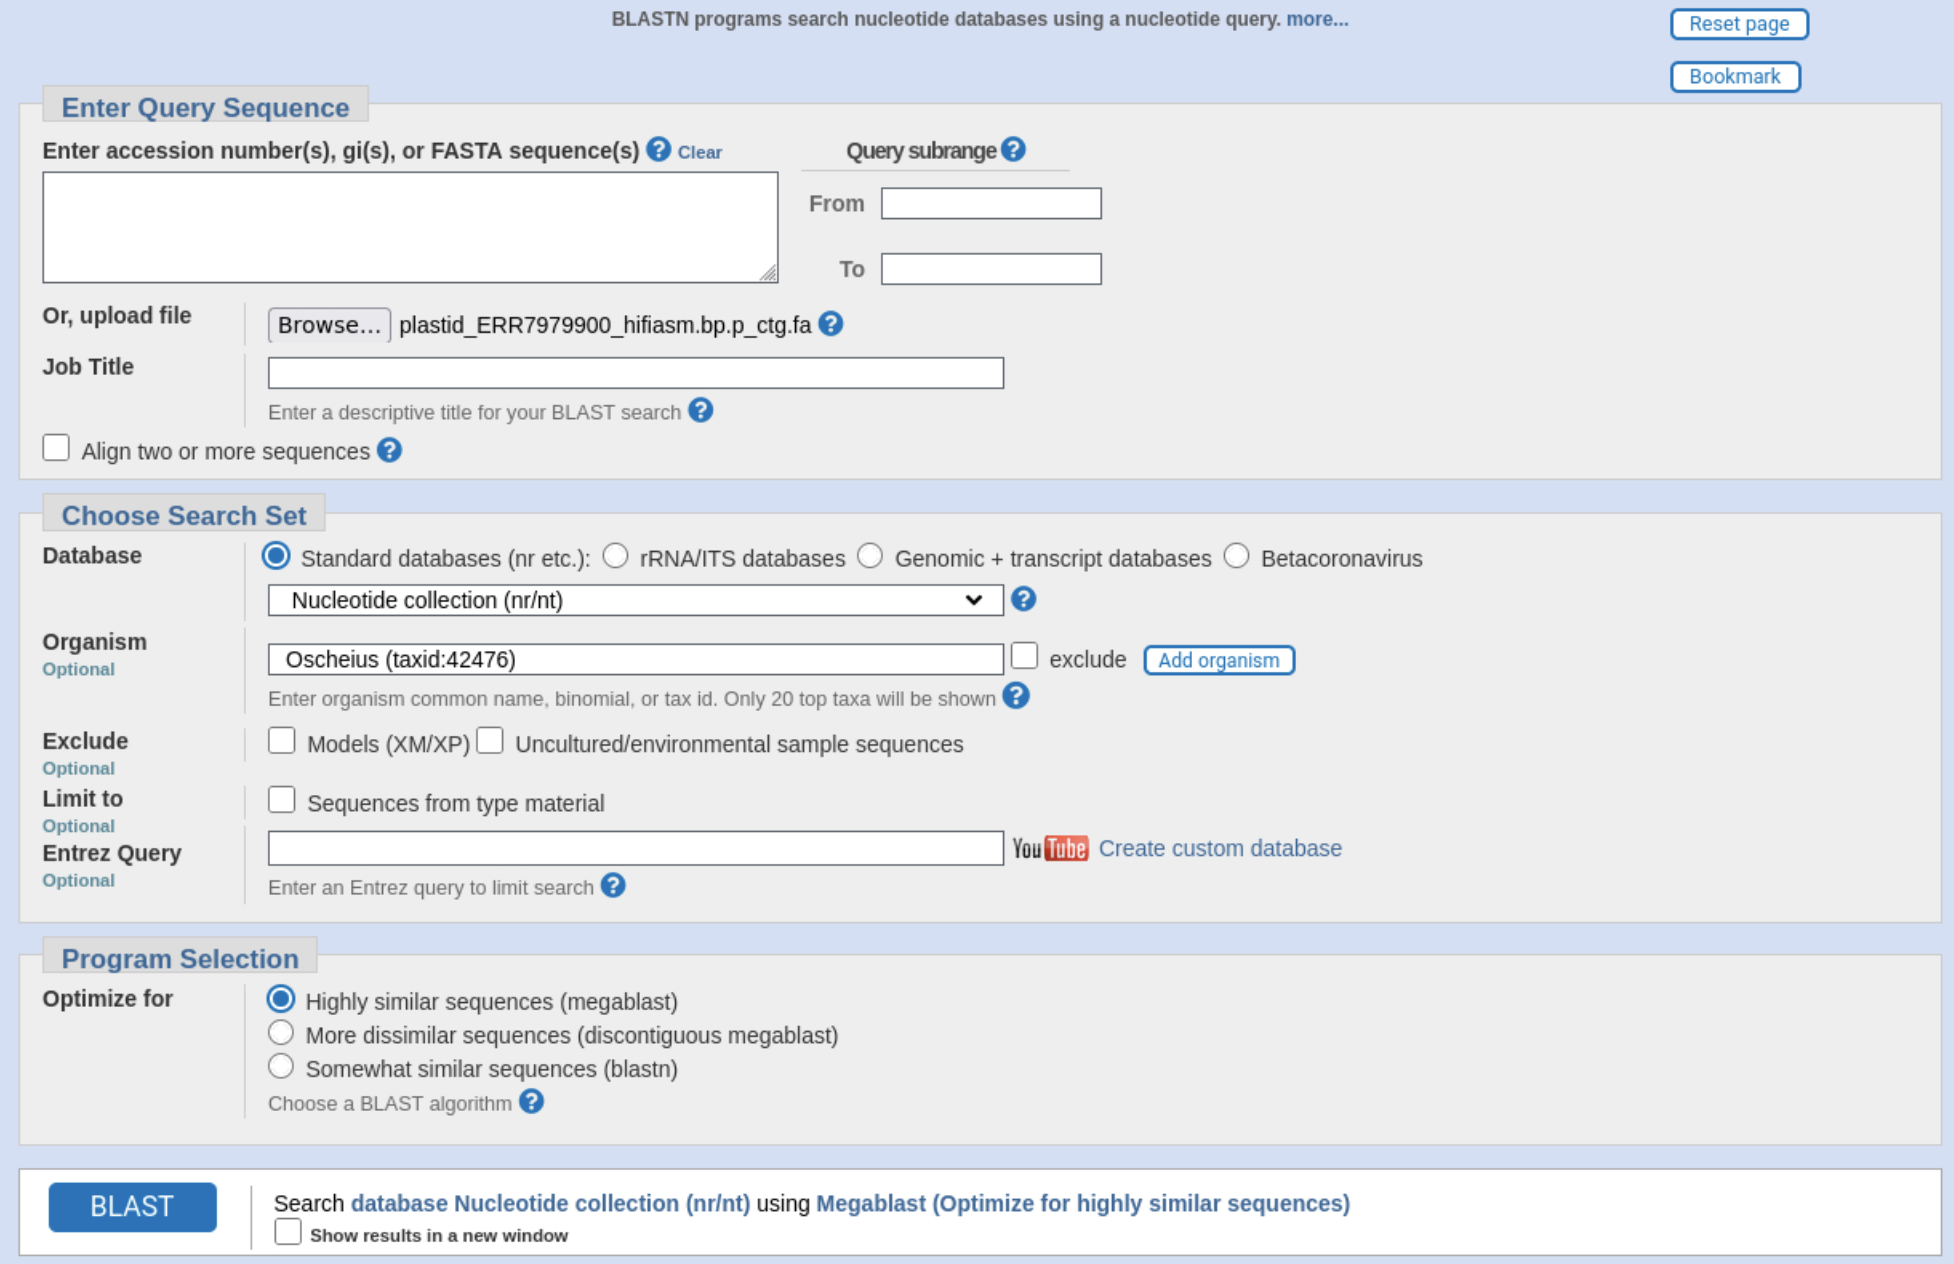 BLASTN programs search nucleotide databases using a nucleotide query. more...
Reset page
Bookmark
Enter Query Sequence
Enter accession number(s), gi(s), or FASTA sequence(s) ? Clear
Query subrange ?
From
To
Or, upload file
Browse... plastid_ERR7979900_hifiasm.bp.p_ctg.fa ?
Job Title
Enter a descriptive title for your BLAST search ?
Align two or more sequences ?
Choose Search Set
Database
Standard databases (nr etc.): rRNA/ITS databases Genomic + transcript databases Betacoronavirus
Nucleotide collection (nr/nt) ?
Organism
Optional
Oscheius (taxid:42476) exclude Add organism
Enter organism common name, binomial, or tax id. Only 20 top taxa will be shown ?
Exclude
Optional
Models (XM/XP) Uncultured/environmental sample sequences
Limit to
Optional
Sequences from type material
Entrez Query
Optional
YouTube Create custom database
Enter an Entrez query to limit search ?
Program Selection
Optimize for
Highly similar sequences (megablast)
More dissimilar sequences (discontiguous megablast)
Somewhat similar sequences (blastn)
Choose a BLAST algorithm ?
BLAST
Search database Nucleotide collection (nr/nt) using Megablast (Optimize for highly similar sequences)
Show results in a new window